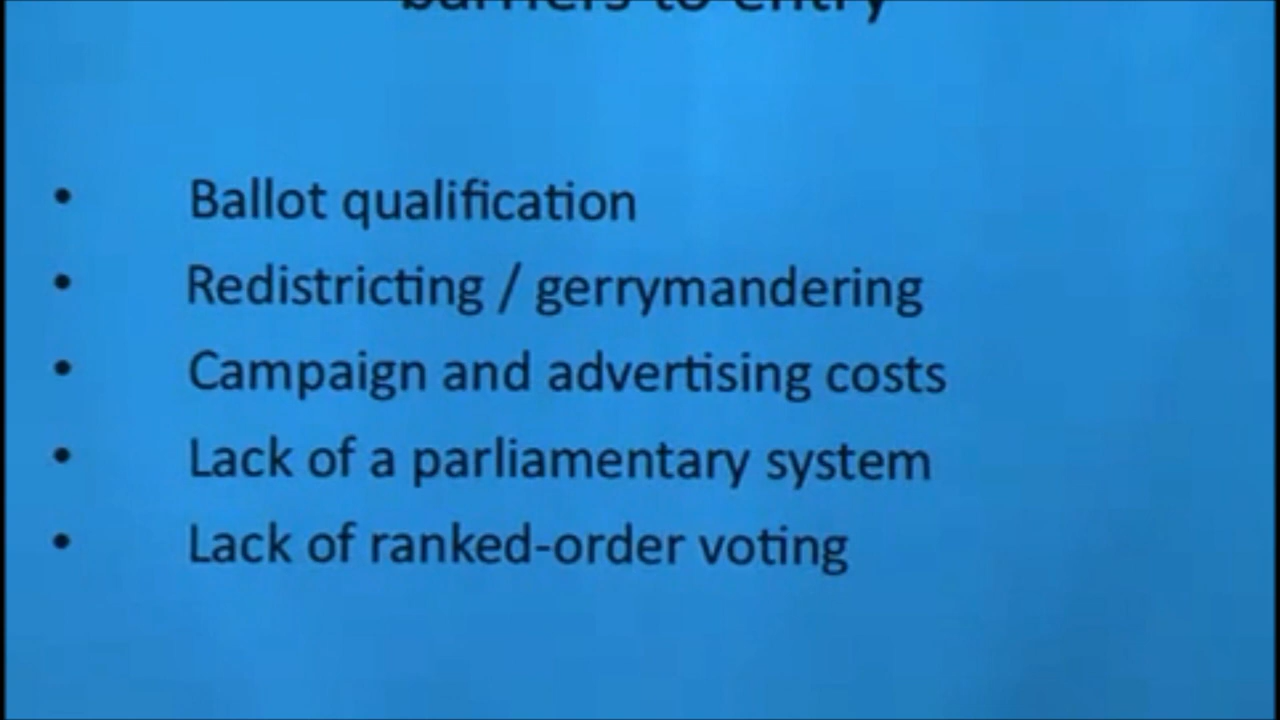 barriers to entry
• Ballot qualification
• Redistricting / gerrymandering
• Campaign and advertising costs
• Lack of a parliamentary system
• Lack of ranked-order voting